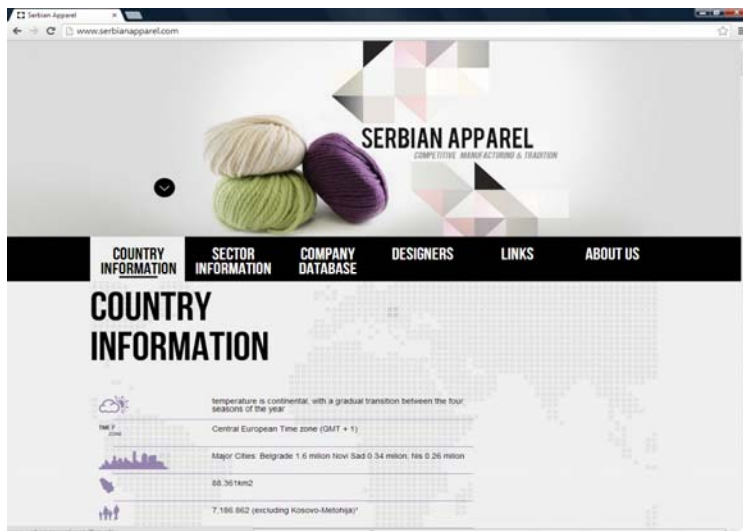 Serbian Apparel
www.serbianapparel.com
SERBIAN APPAREL
COMPETITIVE MANUFACTURING & TRADITION
COUNTRY
INFORMATION
SECTOR
INFORMATION
COMPANY
DATABASE
DESIGNERS
LINKS
ABOUT US
COUNTRY
INFORMATION
temperature is continental, with a gradual transition between the four
seasons of the year
TIME
ZONE
Central European Time zone (GMT + 1)
Major Cities: Belgrade 1.6 milion Novi Sad 0.34 milion; Nis 0.26 milion
88.361km2
7,186.862 (excluding Kosovo-Metohija)*